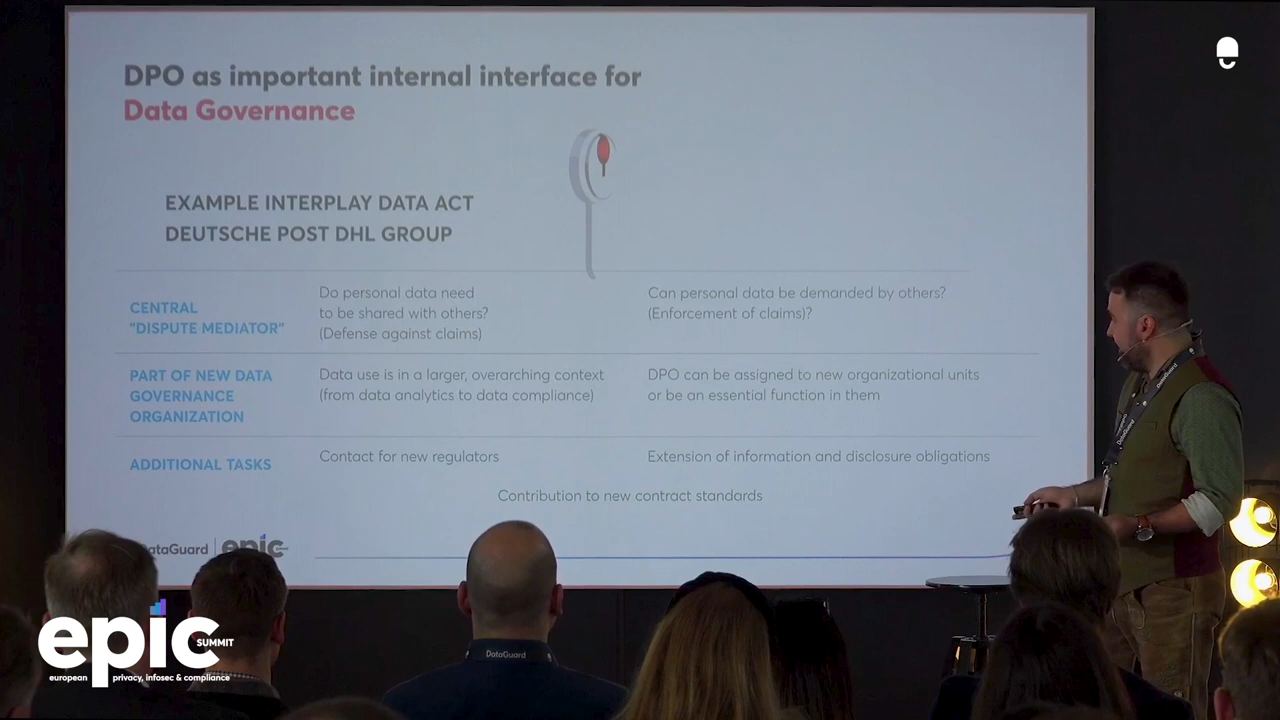 DPO as important internal interface for
Data Governance
EXAMPLE INTERPLAY DATA ACT
DEUTSCHE POST DHL GROUP
CENTRAL
"DISPUTE MEDIATOR"
Do personal data need
to be shared with others?
(Defense against claims)
Can personal data be demanded by others?
(Enforcement of claims)?
PART OF NEW DATA
GOVERNANCE
ORGANIZATION
Data use is in a larger, overarching context
(from data analytics to data compliance)
DPO can be assigned to new organizational units
or be an essential function in them
ADDITIONAL TASKS
Contact for new regulators
Extension of information and disclosure obligations
Contribution to new contract standards
DataGuard
epic
DataGuard
DataGuard
DataGuard
epic
SUMMIT
european privacy, infosec & compliance